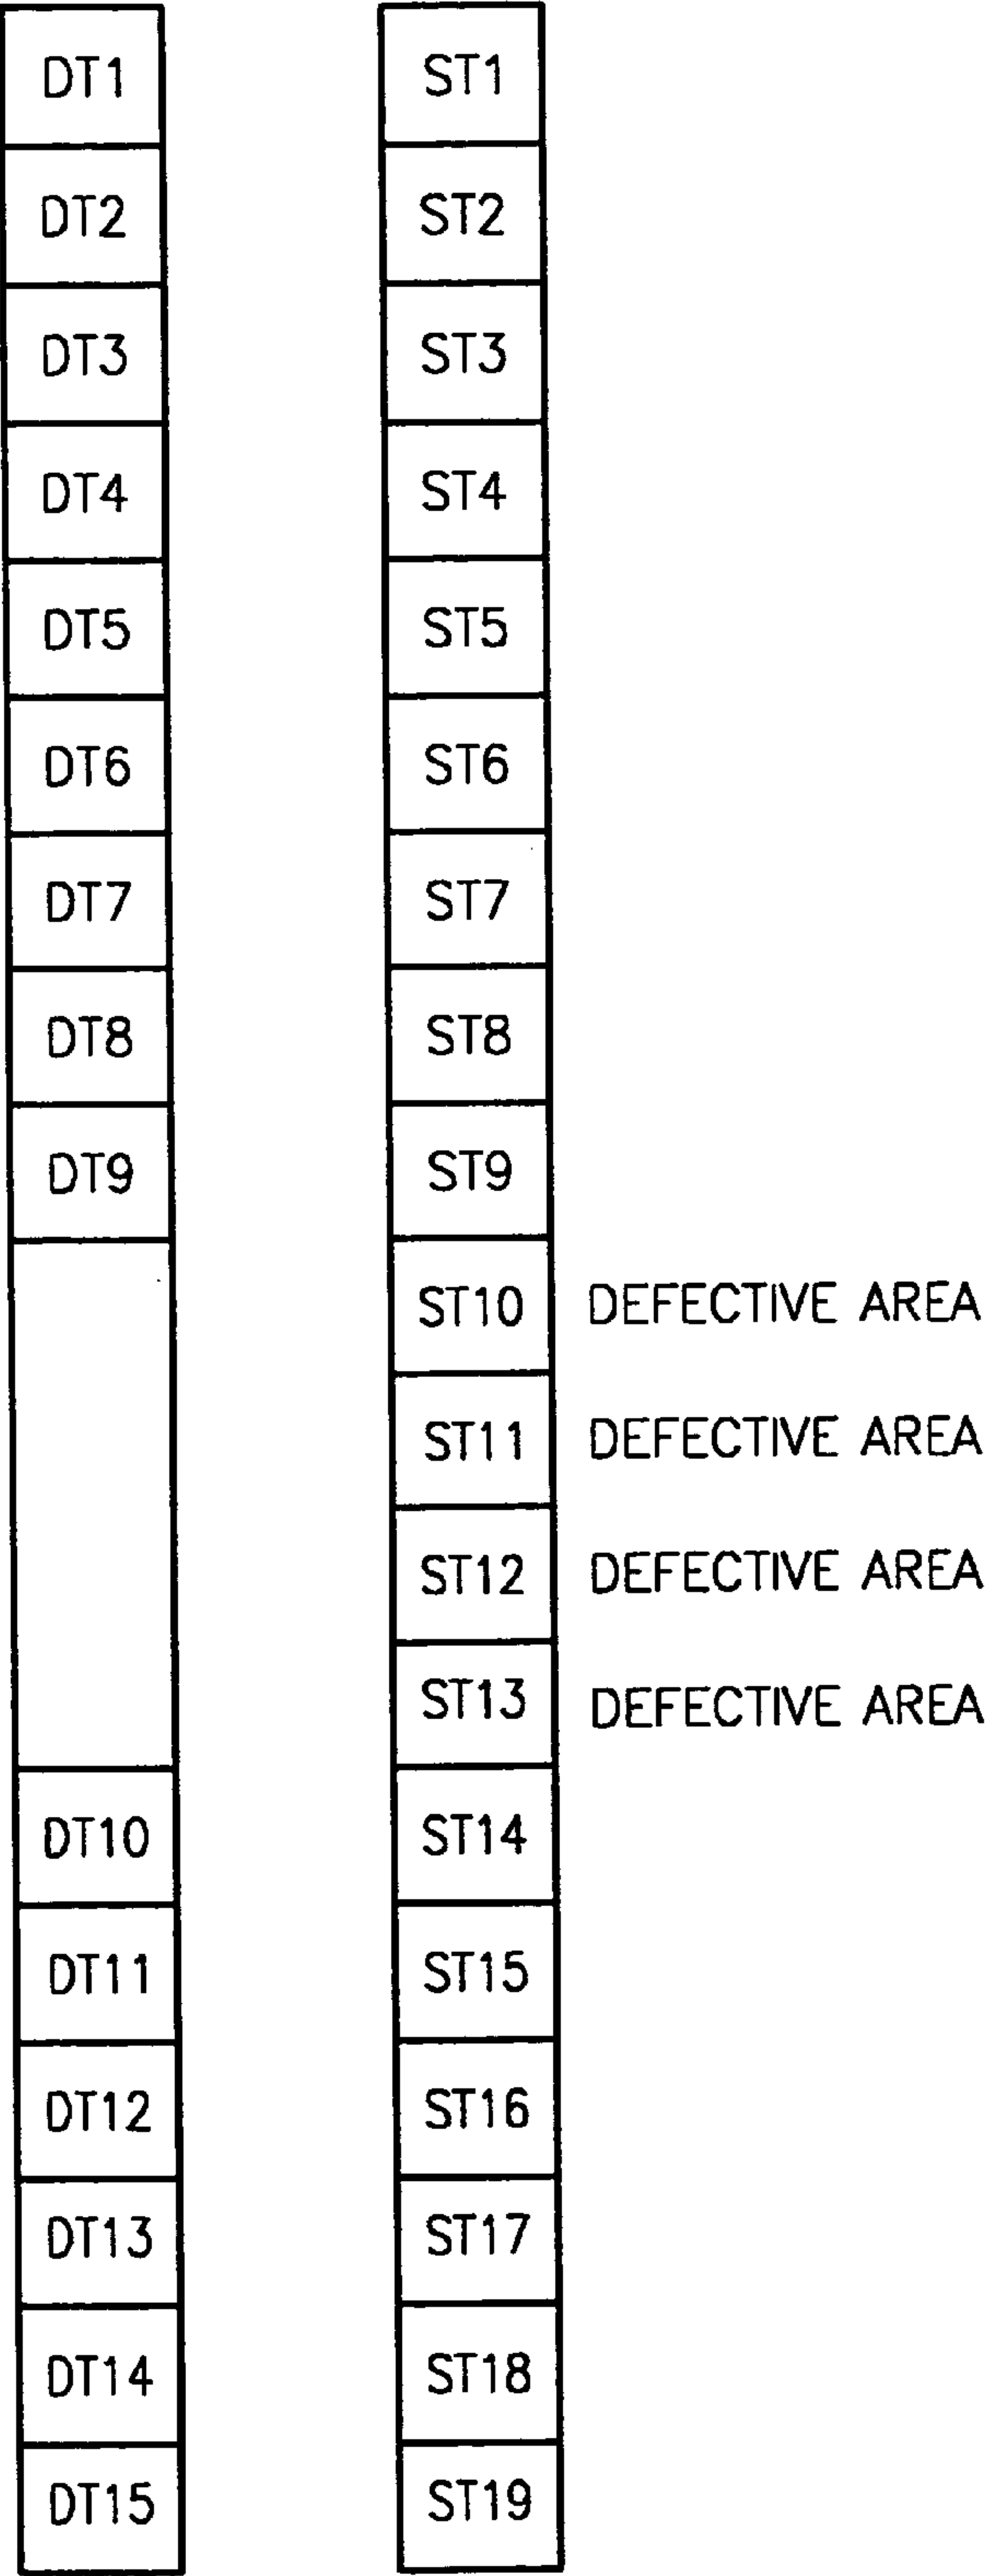 DT1 ST1
DT2 ST2
DT3 ST3
DT4 ST4
DT5 ST5
DT6 ST6
DT7 ST7
DT8 ST8
DT9 ST9
ST10 DEFECTIVE AREA
ST11 DEFECTIVE AREA
ST12 DEFECTIVE AREA
ST13 DEFECTIVE AREA
DT10 ST14
DT11 ST15
DT12 ST16
DT13 ST17
DT14 ST18
DT15 ST19